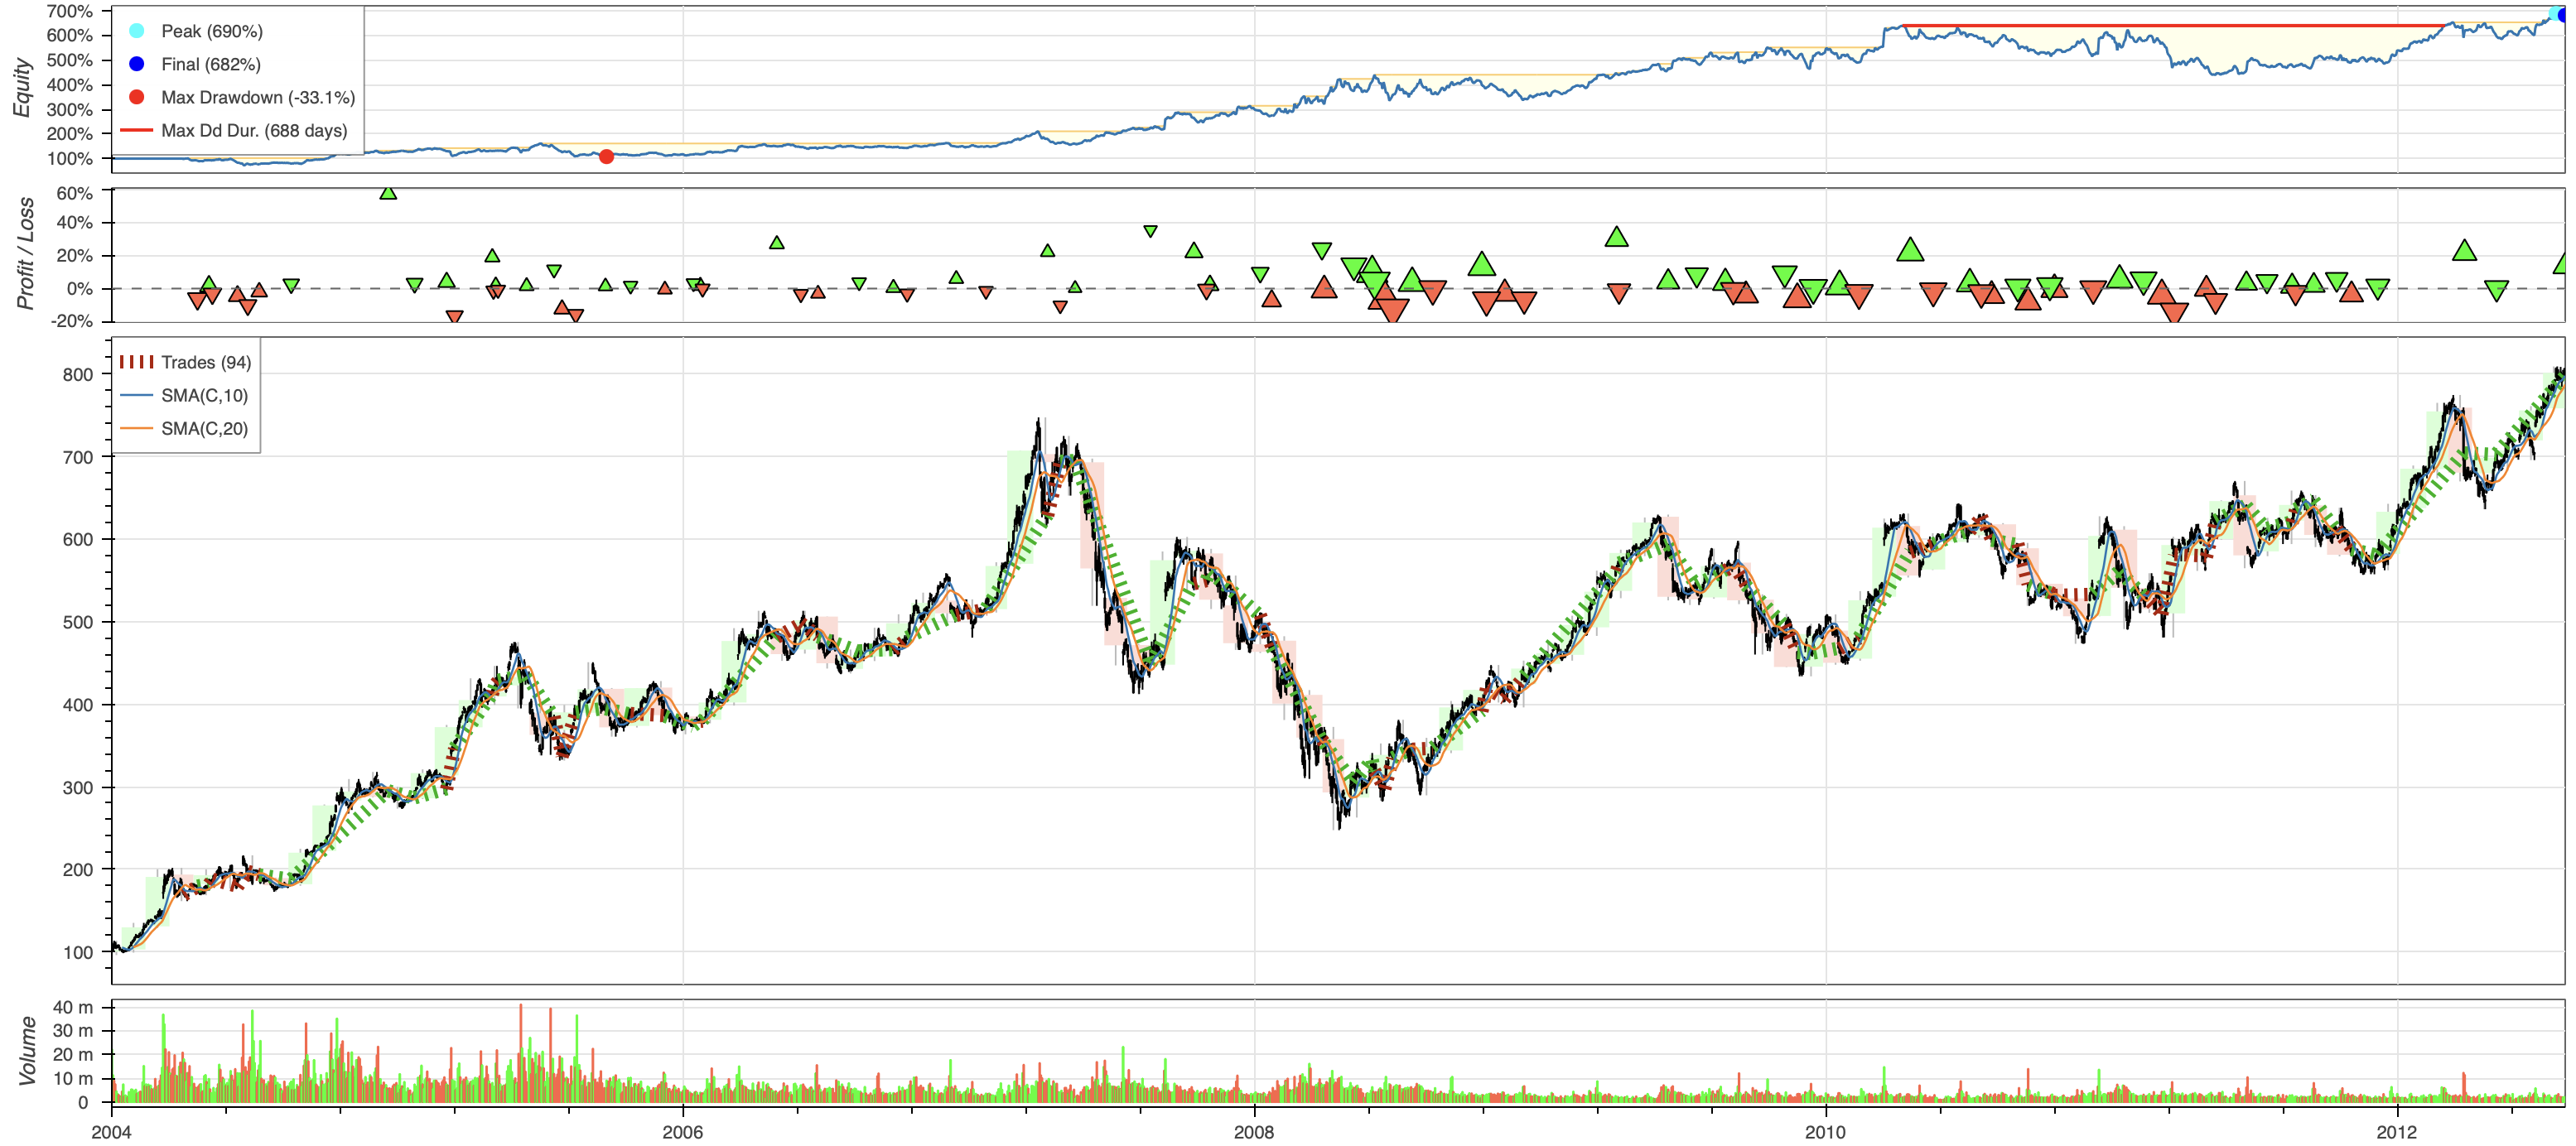 700%
600%
500%
400%
300%
200%
100%
Equity
Peak (690%)
Final (682%)
Max Drawdown (-33.1%)
Max Dd Dur. (688 days)
60%
40%
20%
0%
-20%
Profit / Loss
Trades (94)
SMA(C,10)
SMA(C,20)
800
700
600
500
400
300
200
100
40 m
30 m
20 m
10 m
0
Volume
2004 2006 2008 2010 2012